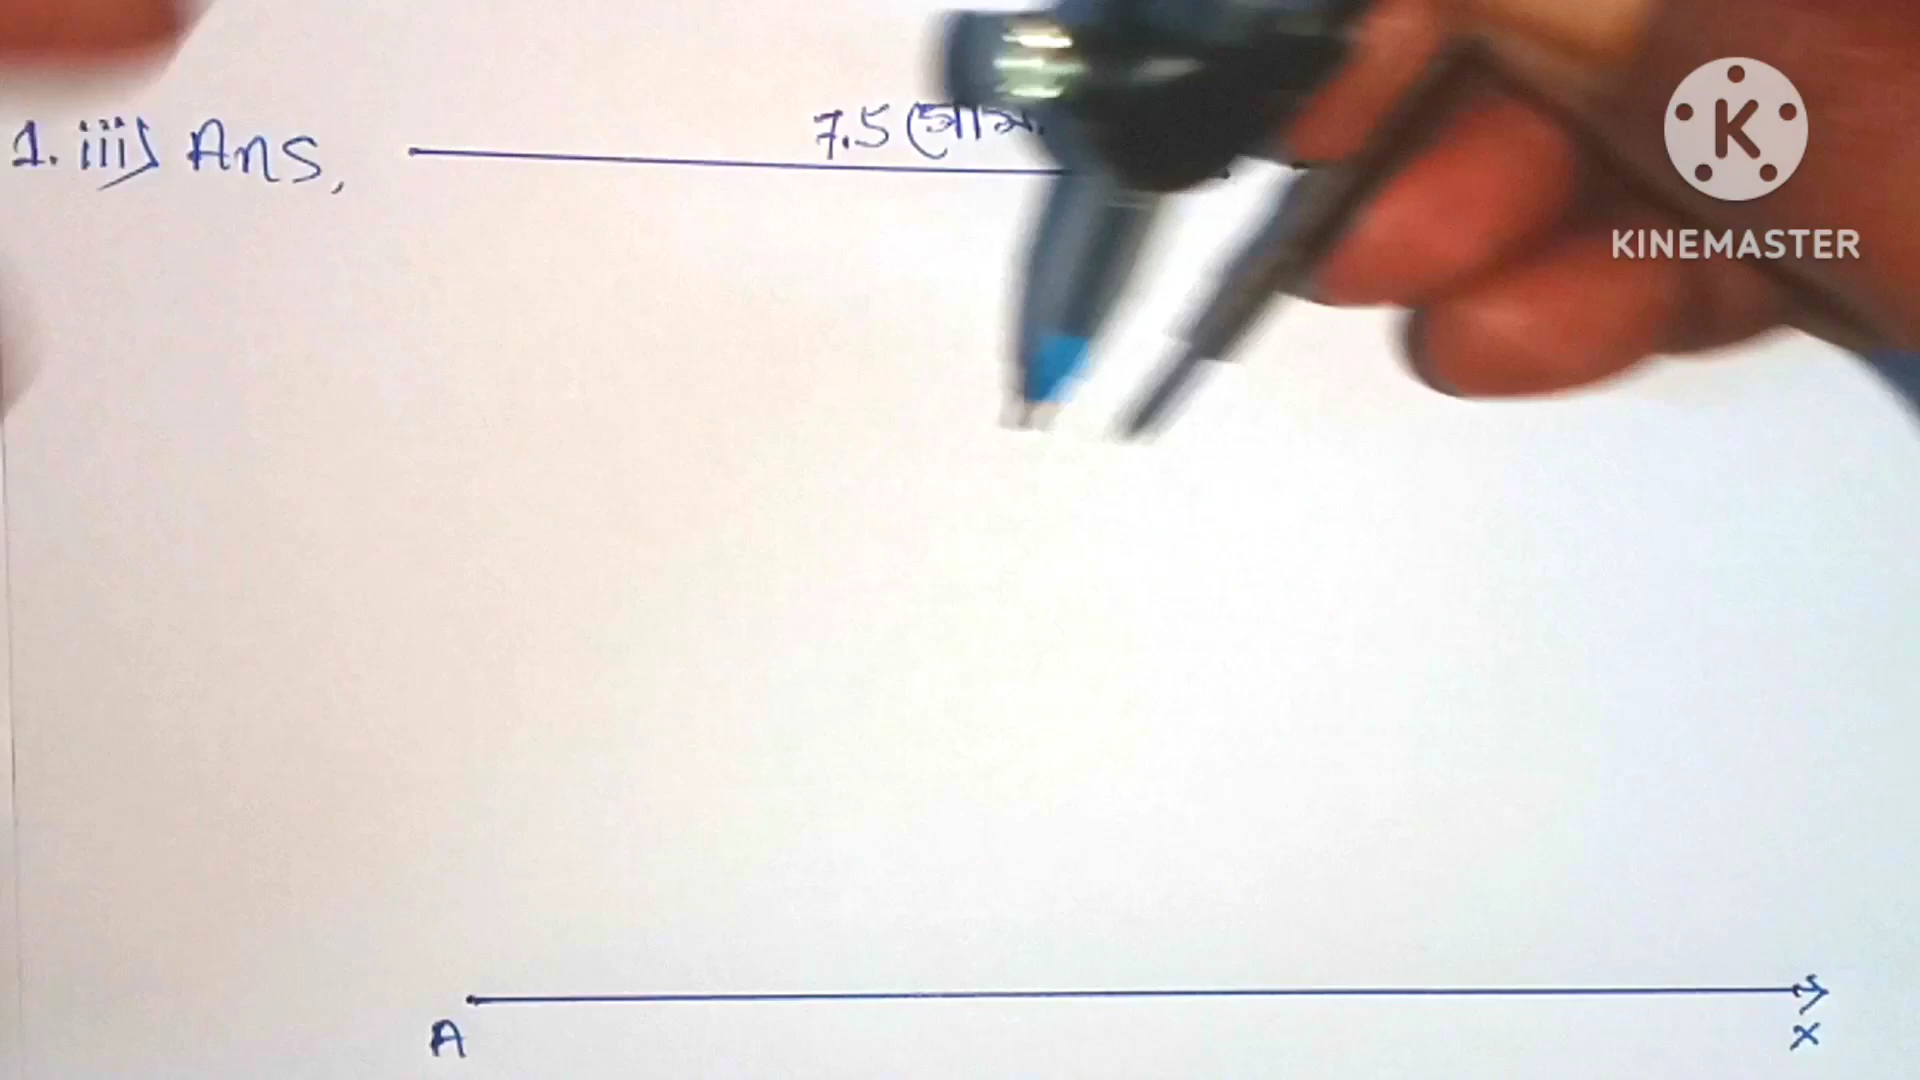 7.5 সেমি.
1. iii) Ans,
KINEMASTER
A
X